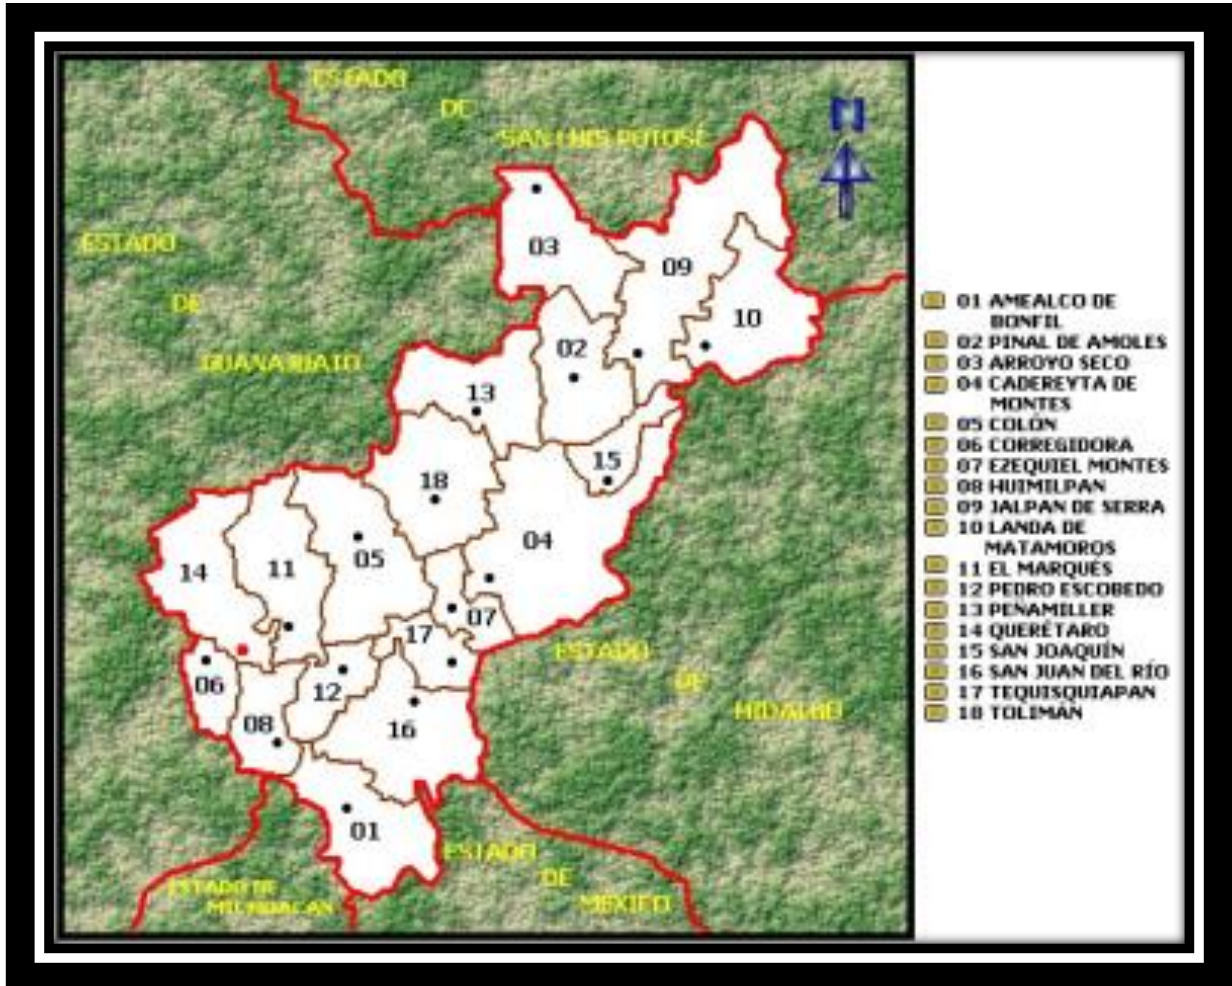 ESTADO
DE
SAN LUIS POTOSÉ
N
ESTADO
DE
GUANAJUATO
03
09
10
02
13
15
18
04
05
14
11
07
17
06
12
08
16
01
ESTADO
DE
HIDALGO
ESTADO
DE
MEXICO
ESTADO DE
MICHOACAN
01 AMEALCO DE
BONFIL
02 PINAL DE AMOLES
03 ARROYO SECO
04 CADEREYTA DE
MONTES
05 COLÓN
06 CORREGIDORA
07 EZEQUIEL MONTES
08 HUIMILPAN
09 JALPAN DE SERRA
10 LANDA DE
MATAMOROS
11 EL MARQUÉS
12 PEDRO ESCOBEDO
13 PEÑAMILLER
14 QUERÉTARO
15 SAN JOAQUÍN
16 SAN JUAN DEL RÍO
17 TEQUISQUIAPAN
18 TOLIMÁN